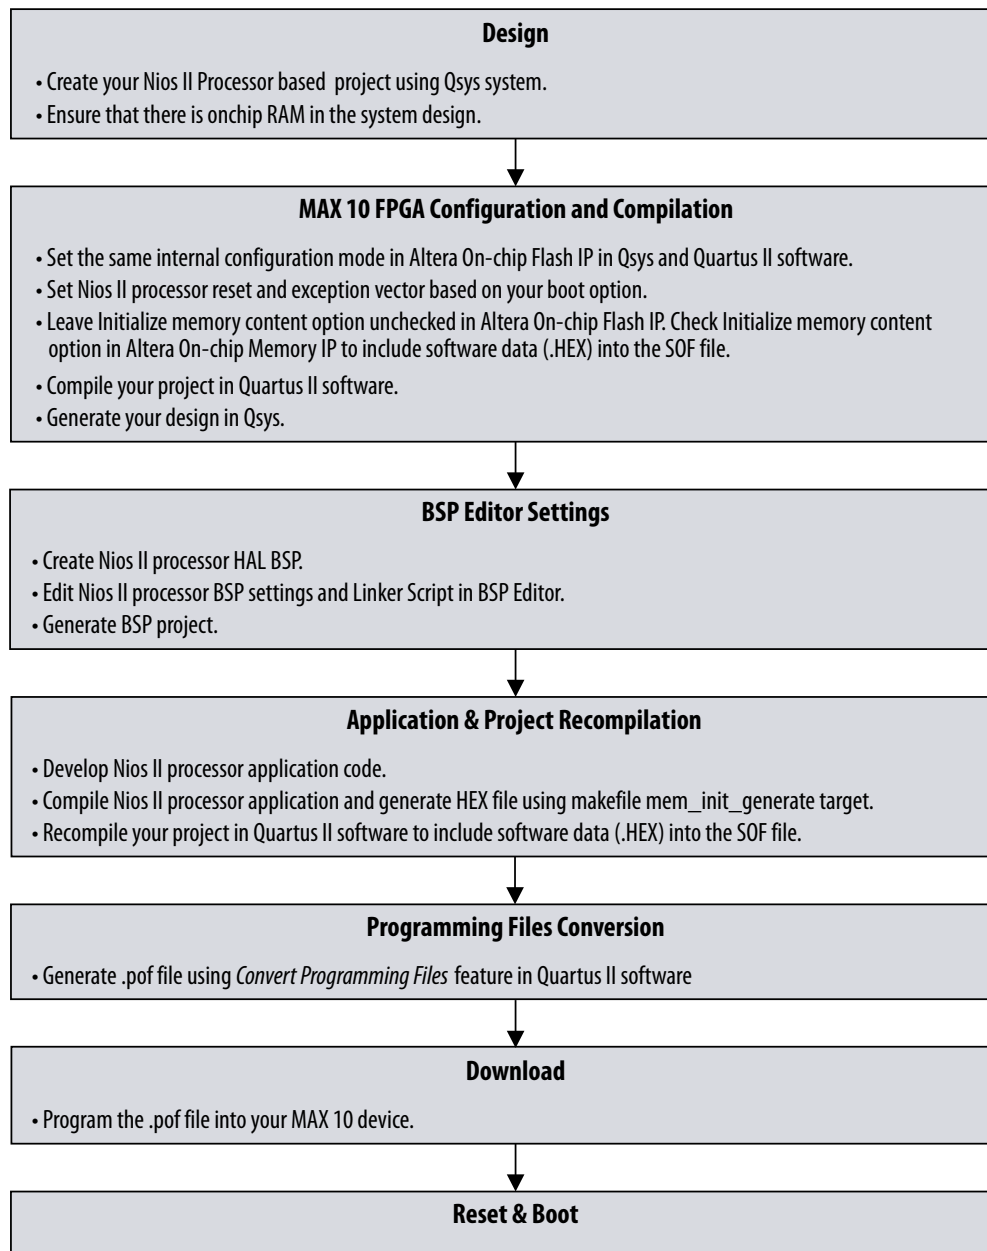 Design
• Create your Nios II Processor based project using Qsys system.
• Ensure that there is onchip RAM in the system design.
MAX 10 FPGA Configuration and Compilation
• Set the same internal configuration mode in Altera On-chip Flash IP in Qsys and Quartus II software.
• Set Nios II processor reset and exception vector based on your boot option.
• Leave Initialize memory content option unchecked in Altera On-chip Flash IP. Check Initialize memory content
option in Altera On-chip Memory IP to include software data (.HEX) into the SOF file.
• Compile your project in Quartus II software.
• Generate your design in Qsys.
BSP Editor Settings
• Create Nios II processor HAL BSP.
• Edit Nios II processor BSP settings and Linker Script in BSP Editor.
• Generate BSP project.
Application & Project Recompilation
• Develop Nios II processor application code.
• Compile Nios II processor application and generate HEX file using makefile mem_init_generate target.
• Recompile your project in Quartus II software to include software data (.HEX) into the SOF file.
Programming Files Conversion
• Generate .pof file using Convert Programming Files feature in Quartus II software
Download
• Program the .pof file into your MAX 10 device.
Reset & Boot